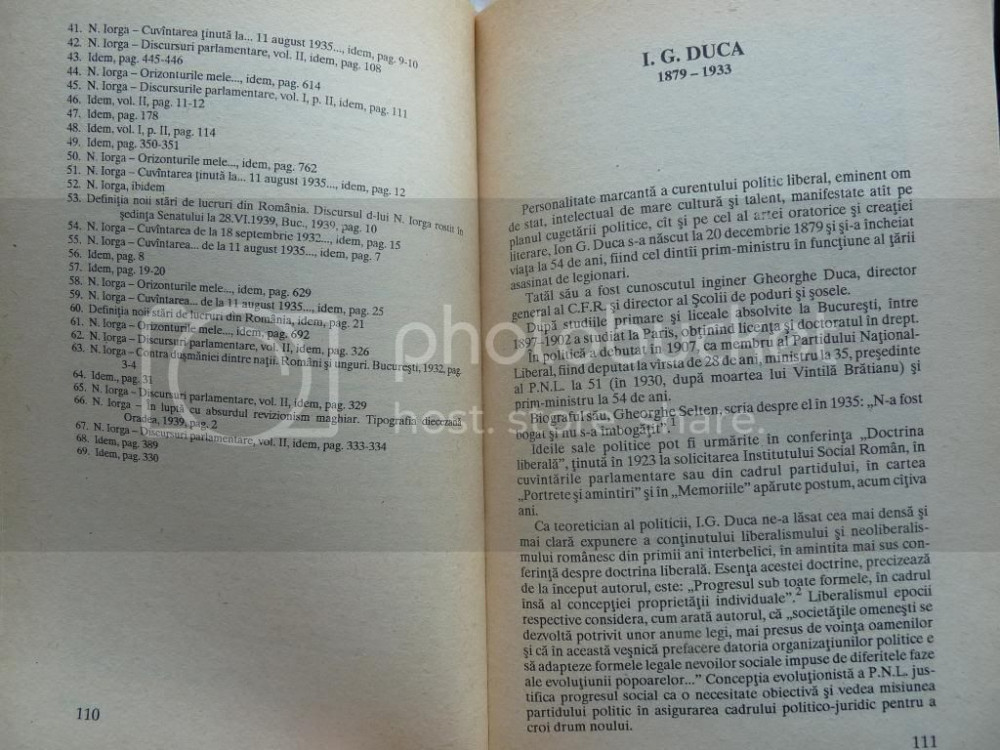 41. N. Iorga – Cuvîntarea ţinută la... 11 august 1935..., idem, pag. 9-10
42. N. Iorga – Discursuri parlamentare, vol. II, idem, pag. 108
43. Idem, pag. 445-446
44. N. Iorga – Orizonturile mele..., idem, pag. 614
45. N. Iorga – Discursurile parlamentare, vol. I, p. II, idem, pag. 111
46. Idem, vol. II, pag. 11-12
47. Idem, pag. 178
48. Idem, vol. I, p. II, pag. 114
49. Idem, pag. 350-351
50. N. Iorga – Orizonturile mele..., idem, pag. 762
51. N. Iorga – Cuvîntarea ţinută la... 11 august 1935..., idem, pag. 12
52. N. Iorga, ibidem
53. Definiţia noii stări de lucruri din România. Discursul d-lui N. Iorga rostit în
şedinţa Senatului la 28.VI.1939, Buc., 1939, pag. 10
54. N. Iorga – Cuvîntarea de la 18 septembrie 1932..., idem, pag. 15
55. N. Iorga – Cuvîntarea... de la 11 august 1935..., idem, pag. 7
56. Idem, pag. 8
57. Idem, pag. 19-20
58. N. Iorga – Orizonturile mele..., idem, pag. 629
59. N. Iorga – Cuvîntarea... de la 11 august 1935..., idem, pag. 25
60. Definiţia noii stări de lucruri din România, idem, pag. 21
61. N. Iorga – Orizonturile mele..., idem, pag. 692
62. N. Iorga – Discursuri parlamentare, vol. II, idem, pag. 326
63. N. Iorga – Contra duşmăniei dintre naţii. Români şi unguri. Bucureşti, 1932, pag.
3-4
64. Idem., pag. 31
65. N. Iorga – Discursuri parlamentare, vol. II, idem, pag. 329
66. N. Iorga – În luptă cu absurdul revizionism maghiar. Tipografia diecezană
Oradea, 1939, pag. 2
67. N. Iorga – Discursuri parlamentare, vol. II, idem, pag. 333-334
68. Idem, pag. 389
69. Idem, pag. 330
110
I. G. DUCA
1879 – 1933
Personalitate marcantă a curentului politic liberal, eminent om
de stat, intelectual de mare cultură şi talent, manifestate atît pe
planul cugetării politice, cît şi pe cel al artei oratorice şi creaţiei
literare, Ion G. Duca s-a născut la 20 decembrie 1879 şi şi-a încheiat
viaţa la 54 de ani, fiind cel dintîi prim-ministru în funcţiune al ţării
asasinat de legionari.
Tatăl său a fost cunoscutul inginer Gheorghe Duca, director
general al C.F.R. şi director al Şcolii de poduri şi şosele.
După studiile primare şi liceale absolvite la Bucureşti, între
1897-1902 a studiat la Paris, obţinînd licenţa şi doctoratul în drept.
În politică a debutat în 1907, ca membru al Partidului Naţional-
Liberal, fiind deputat la vîrsta de 28 de ani, ministru la 35, preşedinte
al P.N.L. la 51 (în 1930, după moartea lui Vintilă Brătianu) şi
prim-ministru la 54 de ani.
Biograful său, Gheorghe Selten, scria despre el în 1935: „N-a fost
bogat şi nu s-a îmbogăţit”.1
Ideile sale politice pot fi urmărite în conferinţa „Doctrina
liberală”, ţinută în 1923 la solicitarea Institutului Social Român, în
cuvîntările parlamentare sau din cadrul partidului, în cartea
„Portrete şi amintiri” şi în „Memoriile” apărute postum, acum cîţiva
ani.
Ca teoretician al politicii, I.G. Duca ne-a lăsat cea mai densă şi
mai clară expunere a conţinutului liberalismului şi neoliberalis-
mului românesc din primii ani interbelici, în amintita mai sus con-
ferinţă despre doctrina liberală. Esenţa acestei doctrine, precizează
de la început autorul, este: „Progresul sub toate formele, în cadrul
însă al concepţiei proprietăţii individuale”.2 Liberalismul epocii
respective considera, cum arată autorul, că „societăţile omeneşti se
dezvoltă potrivit unor anume legi, mai presus de voinţa oamenilor
şi că în această veşnică prefacere datoria organizaţiunilor politice e
să adapteze formele legale nevoilor sociale impuse de diferitele faze
ale evoluţiunii popoarelor...” Concepţia evoluţionistă a P.N.L. jus-
tifica progresul social ca o necesitate obiectivă şi vedea misiunea
partidului politic în asigurarea cadrului politico-juridic pentru a
croi drum noului.
111
photobucket
host. store. share.